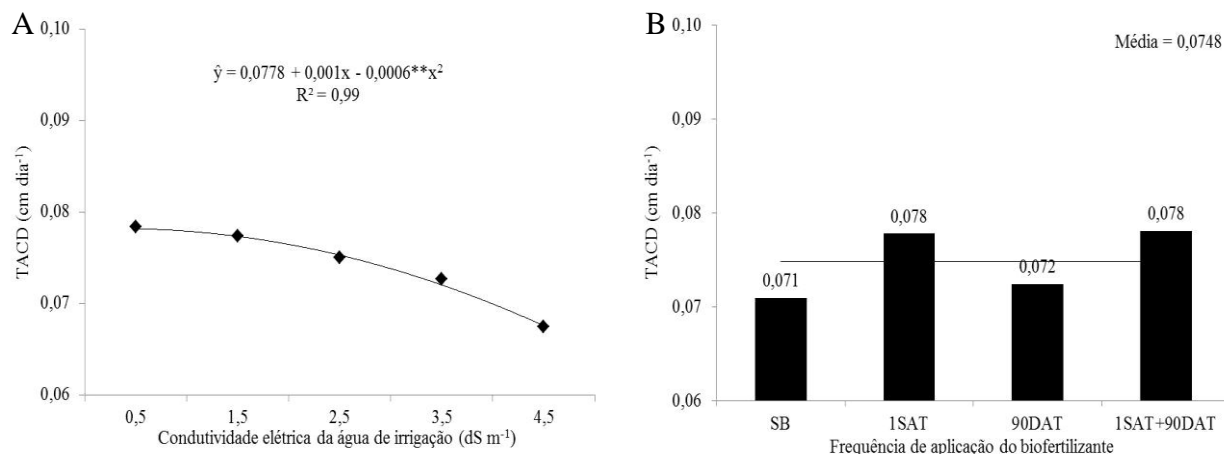 A
ŷ = 0,0778 + 0,001x - 0,0006**x²
R² = 0,99
TACD (cm dia⁻¹)
0,10
0,09
0,08
0,07
0,06
0,5 1,5 2,5 3,5 4,5
Condutividade elétrica da água de irrigação (dS m⁻¹)
B
Média = 0,0748
TACD (cm dia⁻¹)
0,10
0,09
0,08
0,07
0,06
0,071 0,078 0,072 0,078
SB 1SAT 90DAT 1SAT+90DAT
Frequência de aplicação do biofertilizante